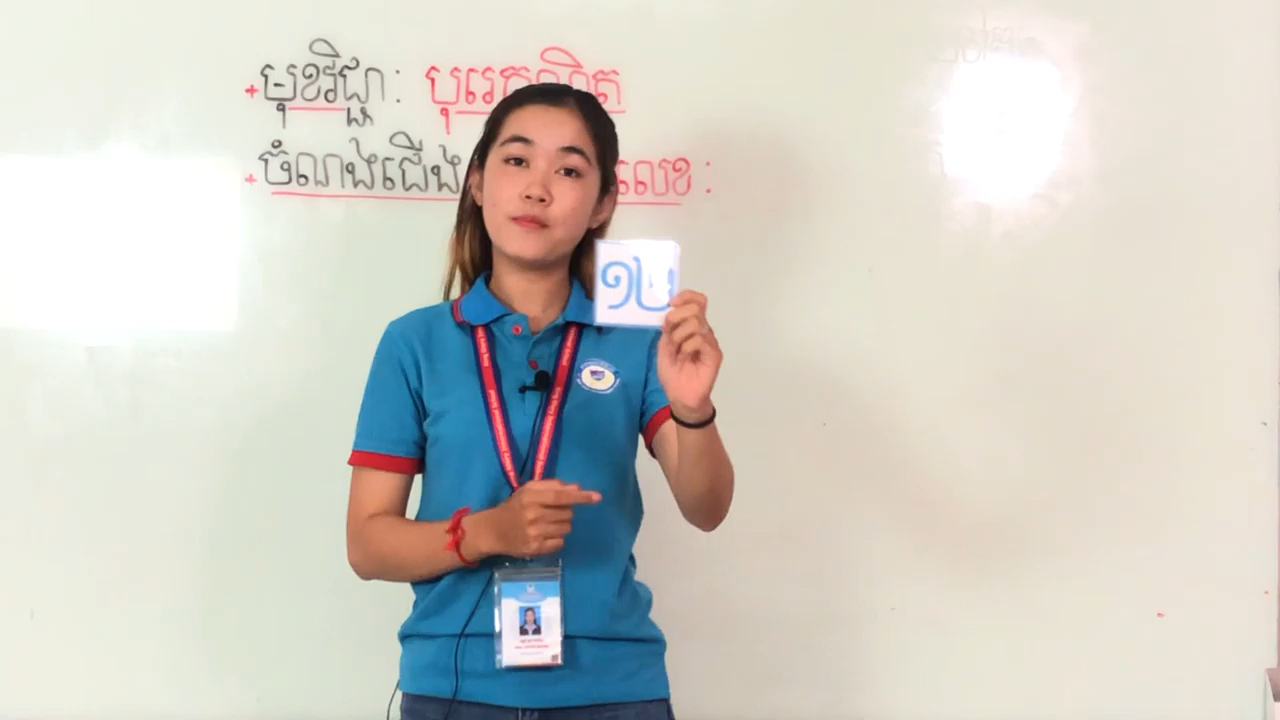 + មុខវិជ្ជា : បុរេគណិត
+ ចំណងជើង លេខ :
១២